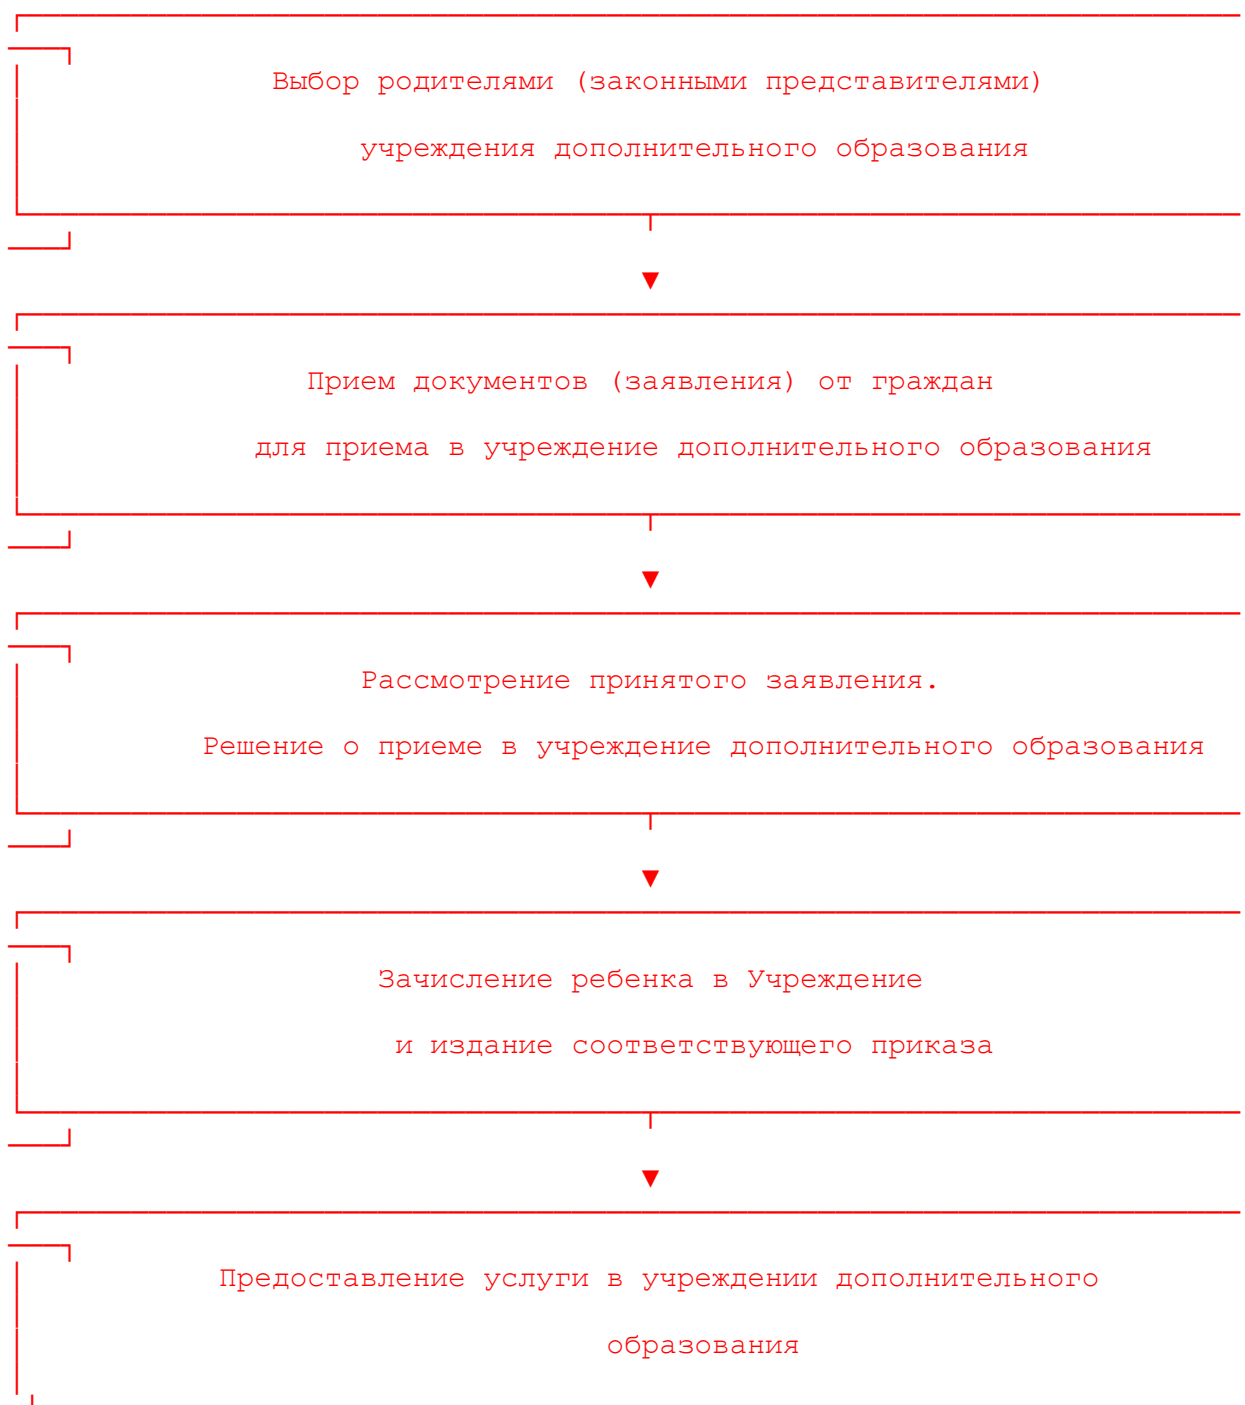 Выбор родителями (законными представителями)
учреждения дополнительного образования
▼
Прием документов (заявления) от граждан
для приема в учреждение дополнительного образования
▼
Рассмотрение принятого заявления.
Решение о приеме в учреждение дополнительного образования
▼
Зачисление ребенка в Учреждение
и издание соответствующего приказа
▼
Предоставление услуги в учреждении дополнительного
образования